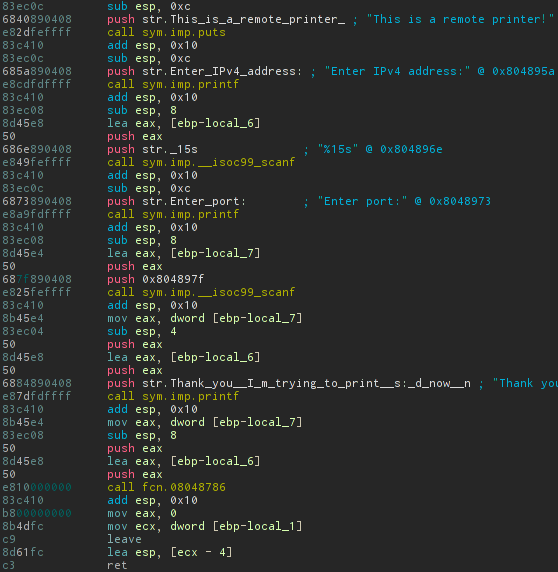 83ec0c sub esp, 0xc
6840890408 push str.This_is_a_remote_printer_ ; "This is a remote printer!"
e82dfeffff call sym.imp.puts
83c410 add esp, 0x10
83ec0c sub esp, 0xc
685a890408 push str.Enter_IPv4_address: ; "Enter IPv4 address:" @ 0x804895a
e8cdfdffff call sym.imp.printf
83c410 add esp, 0x10
83ec08 sub esp, 8
8d45e8 lea eax, [ebp-local_6]
50 push eax
686e890408 push str._15s ; "%15s" @ 0x804896e
e849feffff call sym.imp.__isoc99_scanf
83c410 add esp, 0x10
83ec0c sub esp, 0xc
6873890408 push str.Enter_port: ; "Enter port:" @ 0x8048973
e8a9fdffff call sym.imp.printf
83c410 add esp, 0x10
83ec08 sub esp, 8
8d45e4 lea eax, [ebp-local_7]
50 push eax
687f890408 push 0x804897f
e825feffff call sym.imp.__isoc99_scanf
83c410 add esp, 0x10
8b45e4 mov eax, dword [ebp-local_7]
83ec04 sub esp, 4
50 push eax
8d45e8 lea eax, [ebp-local_6]
50 push eax
6884890408 push str.Thank_you__I_m_trying_to_print__s:_d_now__n ; "Thank you
e87dfdffff call sym.imp.printf
83c410 add esp, 0x10
8b45e4 mov eax, dword [ebp-local_7]
83ec08 sub esp, 8
50 push eax
8d45e8 lea eax, [ebp-local_6]
50 push eax
e810000000 call fcn.08048786
83c410 add esp, 0x10
b800000000 mov eax, 0
8b4dfc mov ecx, dword [ebp-local_1]
c9 leave
8d61fc lea esp, [ecx - 4]
c3 ret